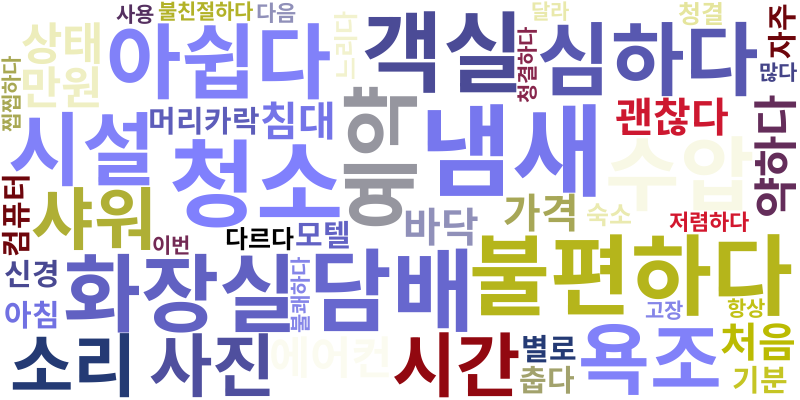 사용 불친절하다 다음 달라 청결
상태 아쉽다 느리다 객실 심하다 자주
만원 청결하다 많다
찝찝하다 머리카락 침대 괜찮다
시설 청소 예약 냄새 수압 약하다
컴퓨터 샤워 바닥 가격 숙소 저렴하다
이번 다르다 모텔
신경 화장실 불쾌하다 담배 불편하다
아침 고장 항상
소리 사진 에어컨 시간 별로 욕조 처음
춥다 기분